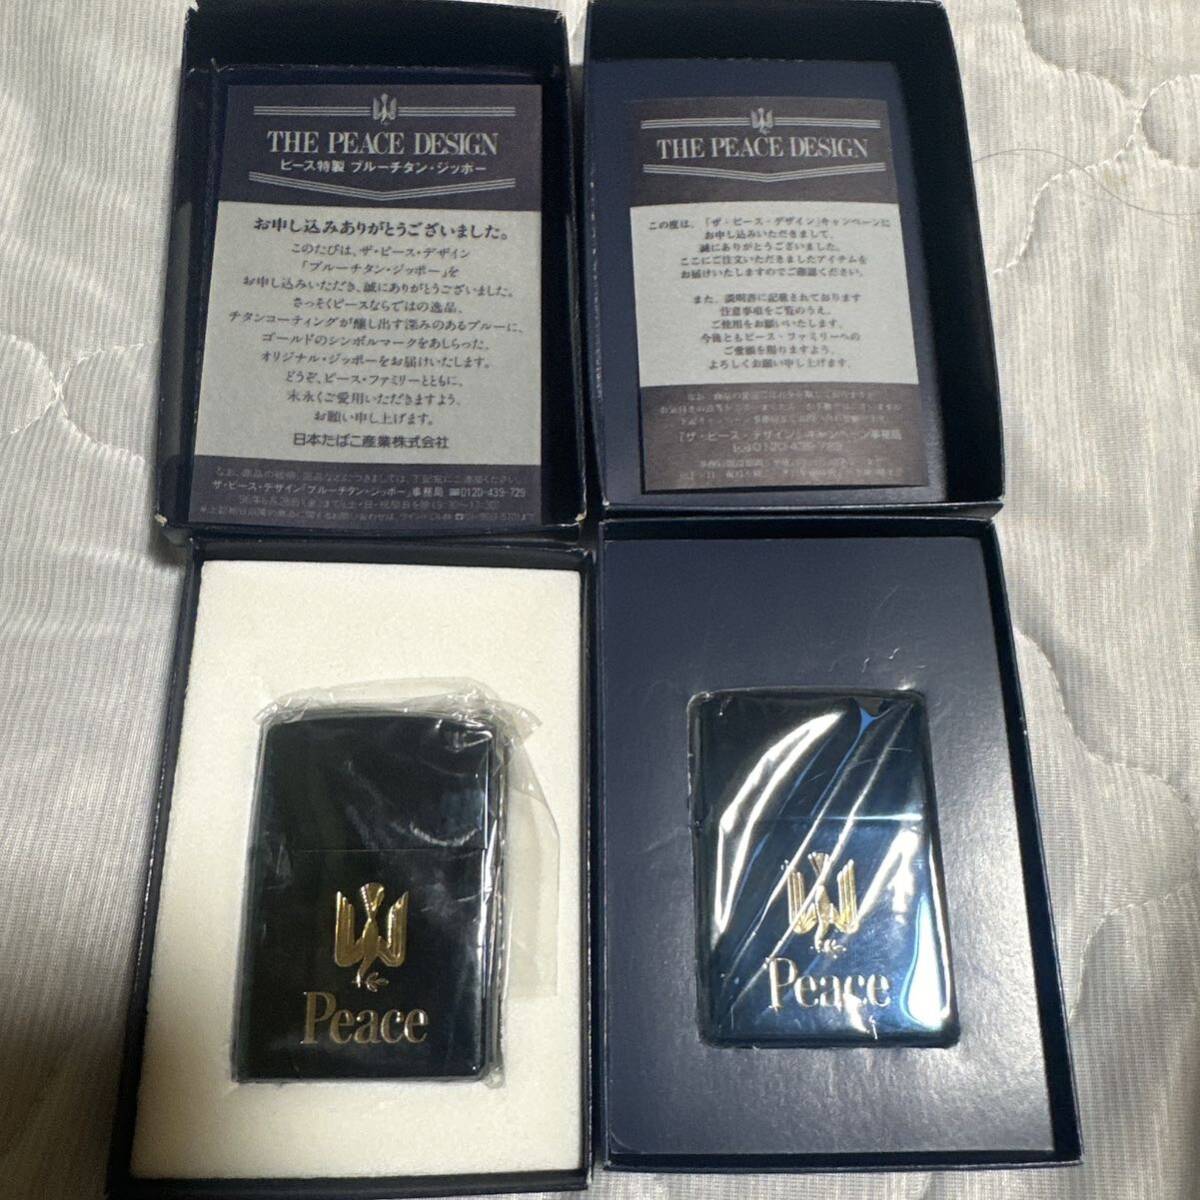 THE PEACE DESIGN
ピース特製 ブルーチタン・ジッポー
お申し込みありがとうございました。
このたびは、ザ・ピース・デザイン
「ブルーチタン・ジッポー」を
お申し込みいただき、誠にありがとうございました。
さっそくピースならではの逸品、
チタンコーティングが醸し出す深みのあるブルーに、
ゴールドのシンボルマークをあしらった、
オリジナル・ジッポーをお届けいたします。
どうぞ、ピース・ファミリーとともに、
末永くご愛用いただきますよう、
お願い申し上げます。
日本たばこ産業株式会社
ザ・ピース・デザイン「ブルーチタン・ジッポー」事務局 ☎0120-439-729
THE PEACE DESIGN
この度は、「ザ・ピース・デザイン」キャンペーンに
お申し込みいただきまして、
誠にありがとうございました。
ここにご注文いただきましたアイテムを
お届けいたしますのでご確認ください。
また、説明書に記載されております
注意事項をご覧のうえ、
ご使用をお願いいたします。
今後ともピース・ファミリーへの
ご愛顧を賜りますよう、
よろしくお願い申し上げます。
「ザ・ピース・デザイン」キャンペーン事務局
Peace
Peace